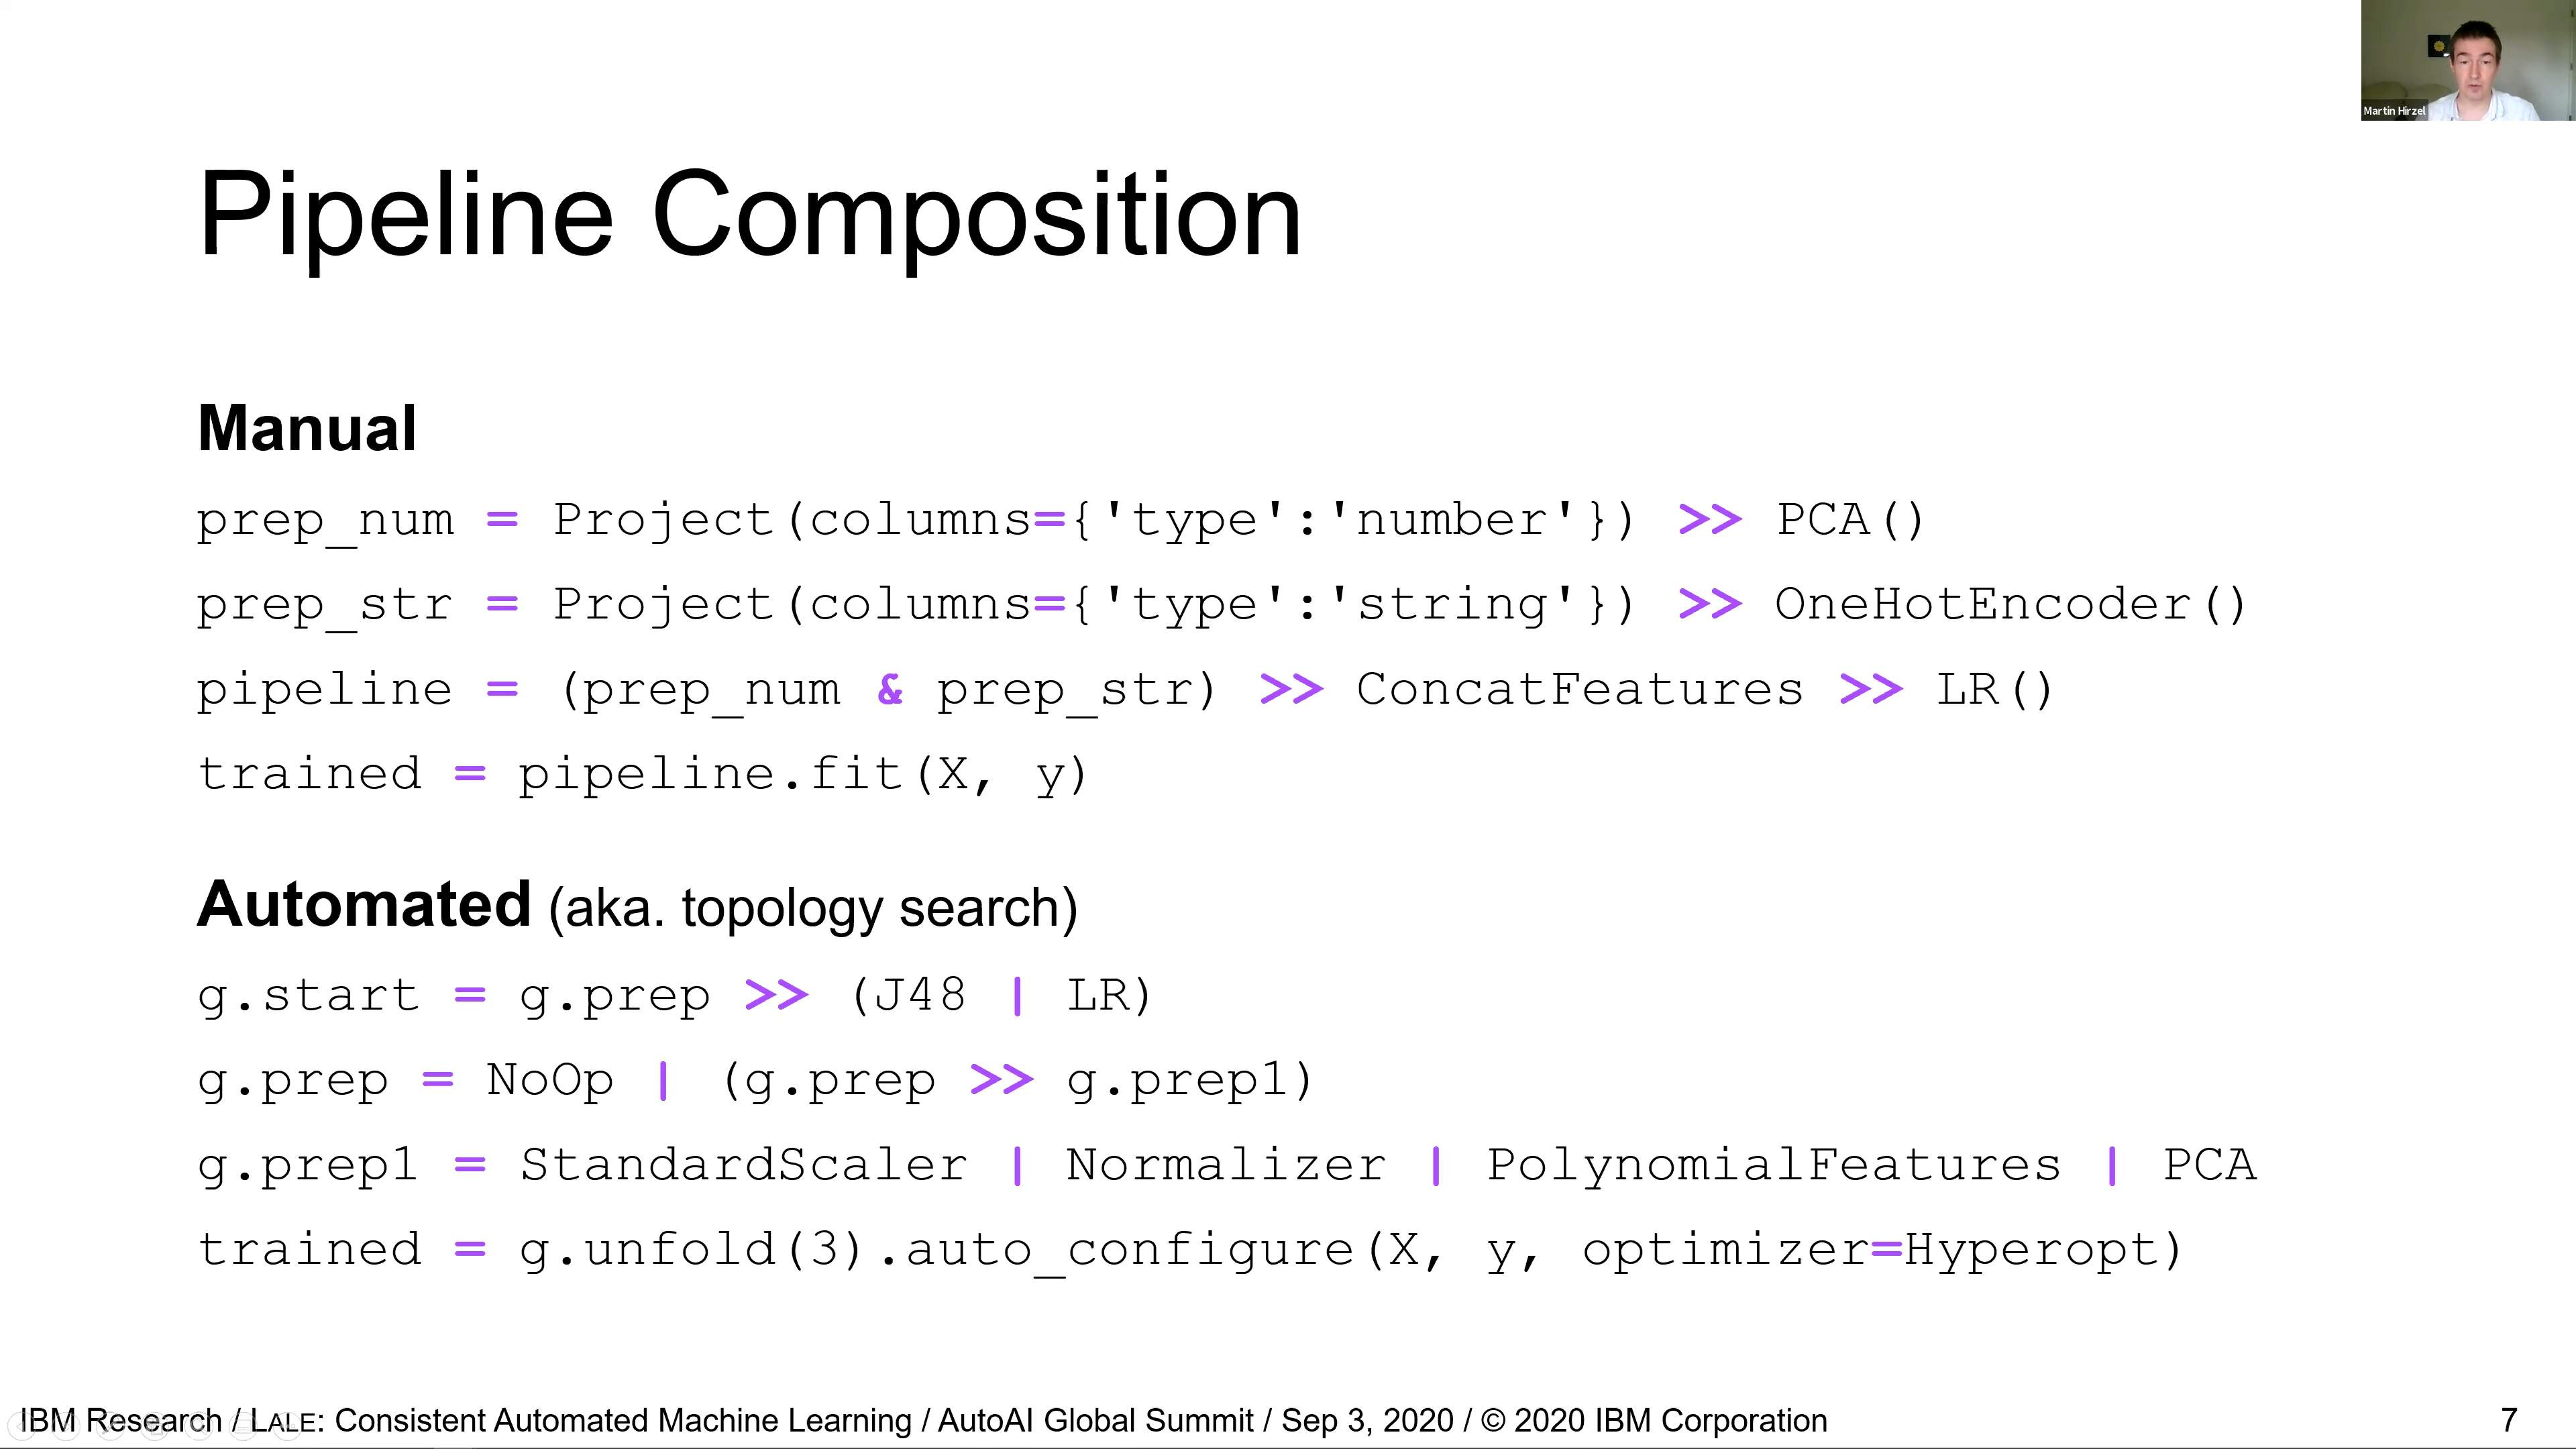 Martin Hirzel
Pipeline Composition
Manual
prep_num = Project(columns={'type':'number'}) >> PCA()
prep_str = Project(columns={'type':'string'}) >> OneHotEncoder()
pipeline = (prep_num & prep_str) >> ConcatFeatures >> LR()
trained = pipeline.fit(X, y)
Automated (aka. topology search)
g.start = g.prep >> (J48 | LR)
g.prep = NoOp | (g.prep >> g.prep1)
g.prep1 = StandardScaler | Normalizer | PolynomialFeatures | PCA
trained = g.unfold(3).auto_configure(X, y, optimizer=Hyperopt)
IBM Research / LALE: Consistent Automated Machine Learning / AutoAI Global Summit / Sep 3, 2020 / © 2020 IBM Corporation
7